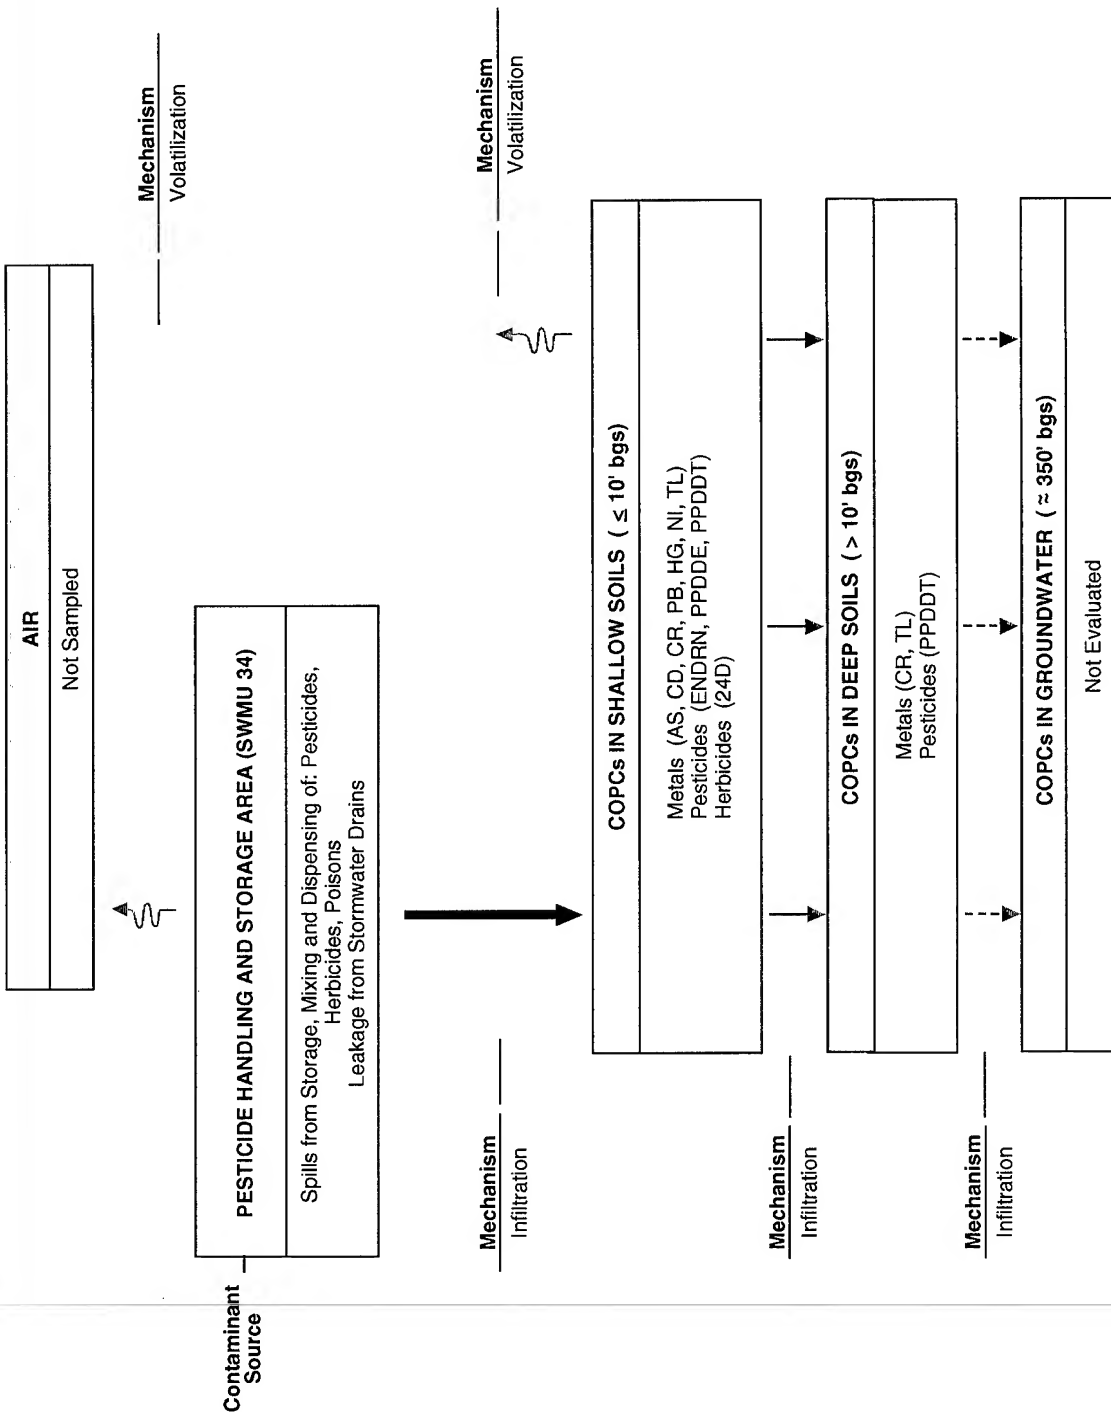 AIR
Not Sampled
Mechanism
Volatilization
Contaminant
Source
PESTICIDE HANDLING AND STORAGE AREA (SWMU 34)
Spills from Storage, Mixing and Dispensing of: Pesticides,
Herbicides, Poisons
Leakage from Stormwater Drains
Mechanism
Infiltration
Mechanism
Volatilization
COPCs IN SHALLOW SOILS ( ≤ 10' bgs)
Metals (AS, CD, CR, PB, HG, NI, TL)
Pesticides (ENDRN, PPDDE, PPDDT)
Herbicides (24D)
Mechanism
Infiltration
COPCs IN DEEP SOILS ( > 10' bgs)
Metals (CR, TL)
Pesticides (PPDDT)
Mechanism
Infiltration
COPCs IN GROUNDWATER ( ≈ 350' bgs)
Not Evaluated